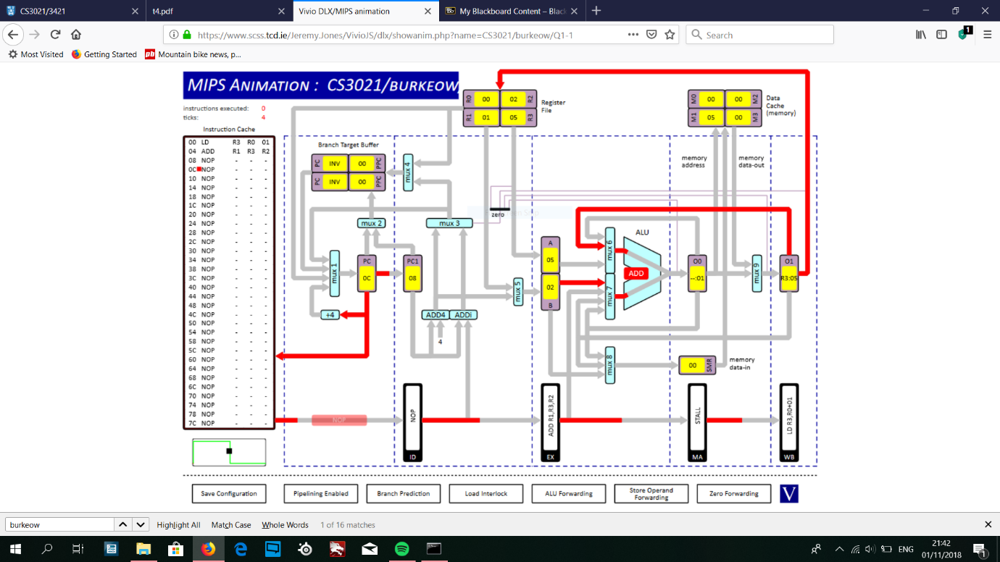 CS3021/3421
t4.pdf
Vivio DLX/MIPS animation
My Blackboard Content – Black
https://www.scss.tcd.ie/Jeremy.Jones/VivioJS/dlx/showanim.php?name=CS3021/burkeow/Q1-1
Search
1
Most Visited
Getting Started
Mountain bike news, p...
MIPS ANIMATION : CS3021/BURKEOW
instructions executed: 0
ticks: 4
Instruction Cache
00 LD R3 R0 01
04 ADD R1 R3 R2
08 NOP - - -
0C NOP - - -
10 NOP - - -
14 NOP - - -
18 NOP - - -
1C NOP - - -
20 NOP - - -
24 NOP - - -
28 NOP - - -
2C NOP - - -
30 NOP - - -
34 NOP - - -
38 NOP - - -
3C NOP - - -
40 NOP - - -
44 NOP - - -
48 NOP - - -
4C NOP - - -
50 NOP - - -
54 NOP - - -
58 NOP - - -
5C NOP - - -
60 NOP - - -
64 NOP - - -
68 NOP - - -
6C NOP - - -
70 NOP - - -
74 NOP - - -
78 NOP - - -
7C NOP - - -
R0 00 02 R2
R1 01 05 R3
Register
File
M0 00 00 M2
M1 05 00 M3
Data
Cache
(memory)
Branch Target Buffer
PC INV 00 PPC
PC INV 00 PPC
mux 4
memory
address
memory
data-out
zero
mux 2
mux 3
ALU
mux 1
PC
0C
PC1
08
mux 5
A
05
02
B
mux 6
ADD
mux 7
O0
--:01
mux 9
O1
R3:05
+4
ADD4
ADDi
4
mux 8
00 SMR
memory
data-in
NOP
NOP
ID
ADD R1,R3,R2
EX
STALL
MA
LD R3,R0+01
WB
Save Configuration
Pipelining Enabled
Branch Prediction
Load Interlock
ALU Forwarding
Store Operand
Forwarding
Zero Forwarding
V
burkeow
Highlight All
Match Case
Whole Words
1 of 16 matches
ENG
21:42
01/11/2018
1